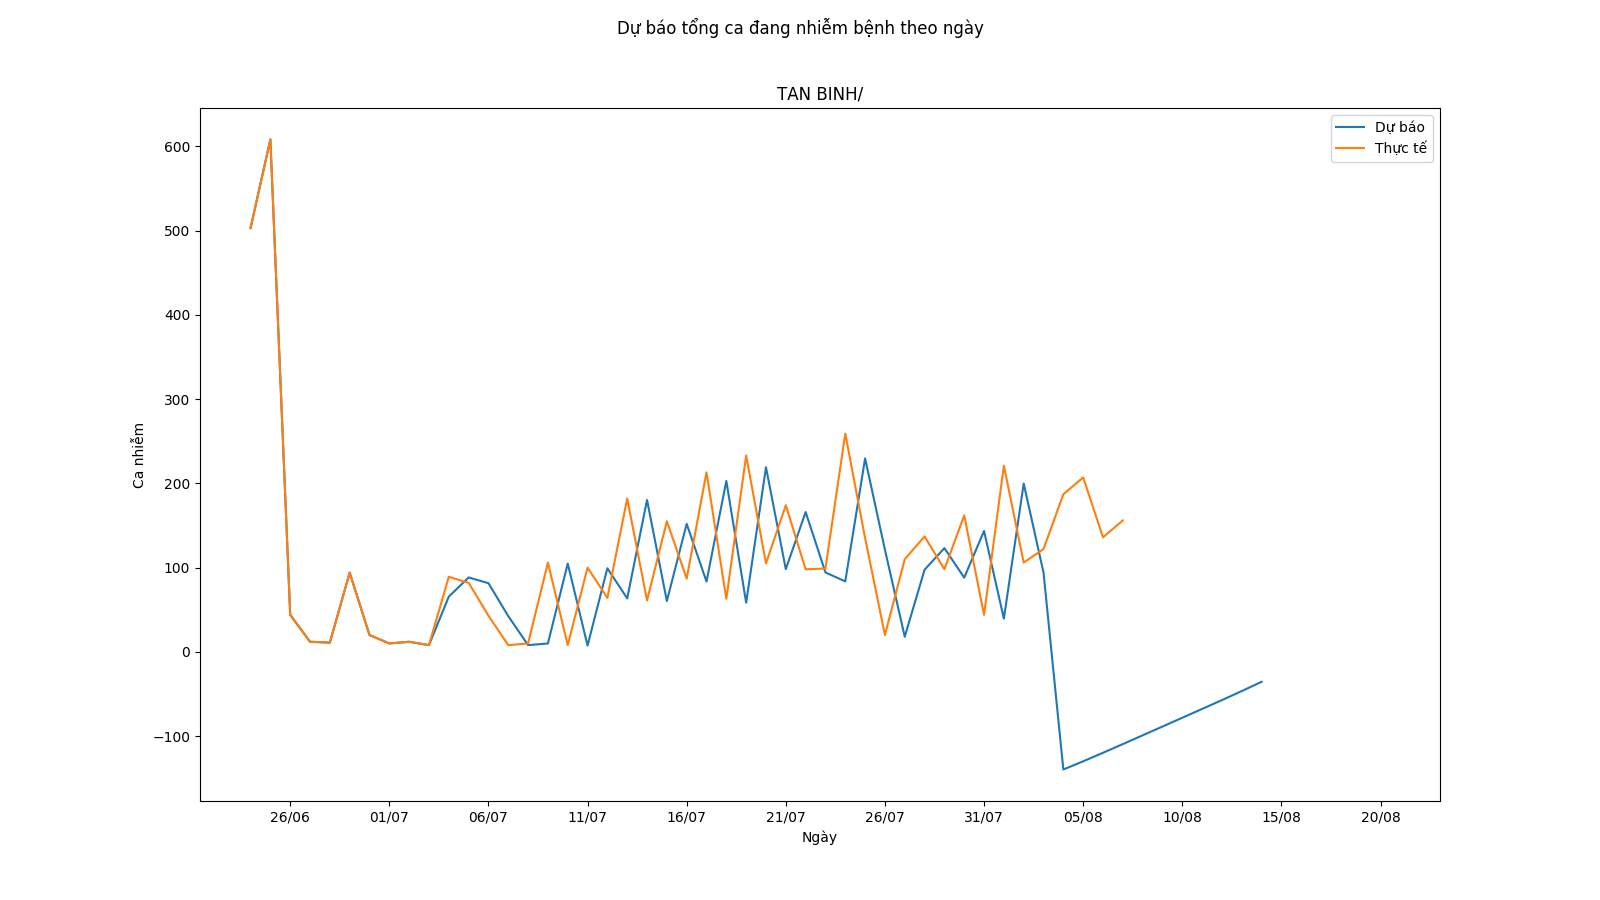 Dự báo tổng ca đang nhiễm bệnh theo ngày
TAN BINH/
Dự báo
Thực tế
600
500
400
300
200
100
0
−100
Ca nhiễm
26/06 01/07 06/07 11/07 16/07 21/07 26/07 31/07 05/08 10/08 15/08 20/08
Ngày